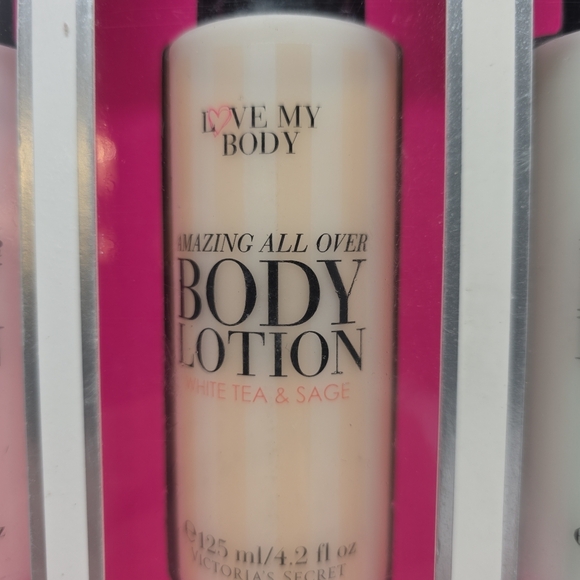 LOVE MY
BODY
AMAZING ALL OVER
BODY
LOTION
WHITE TEA & SAGE
℮125 ml/4.2 fl oz
VICTORIA'S SECRET